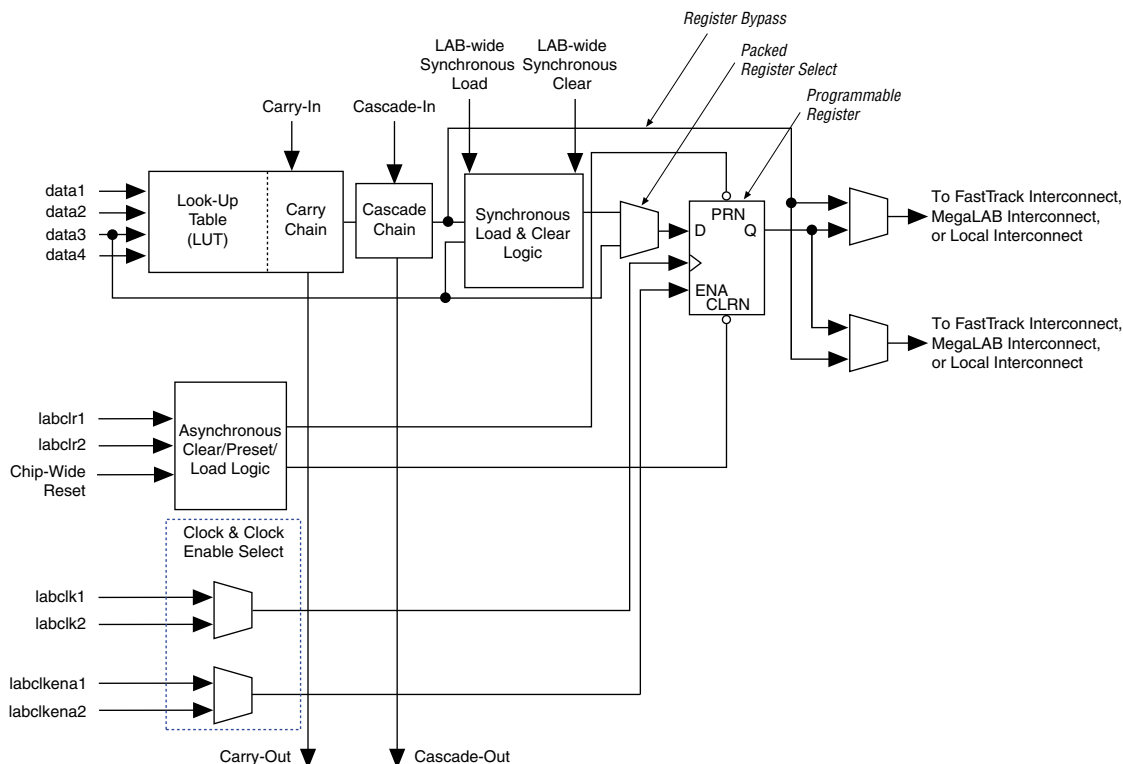 Register Bypass
LAB-wide
Synchronous
Load
LAB-wide
Synchronous
Clear
Packed
Register Select
Programmable
Register
Carry-In
Cascade-In
data1
data2
data3
data4
Look-Up
Table
(LUT)
Carry
Chain
Cascade
Chain
Synchronous
Load & Clear
Logic
PRN
D
Q
ENA
CLRN
To FastTrack Interconnect,
MegaLAB Interconnect,
or Local Interconnect
To FastTrack Interconnect,
MegaLAB Interconnect,
or Local Interconnect
labclr1
labclr2
Chip-Wide
Reset
Asynchronous
Clear/Preset/
Load Logic
Clock & Clock
Enable Select
labclk1
labclk2
labclkena1
labclkena2
Carry-Out
Cascade-Out